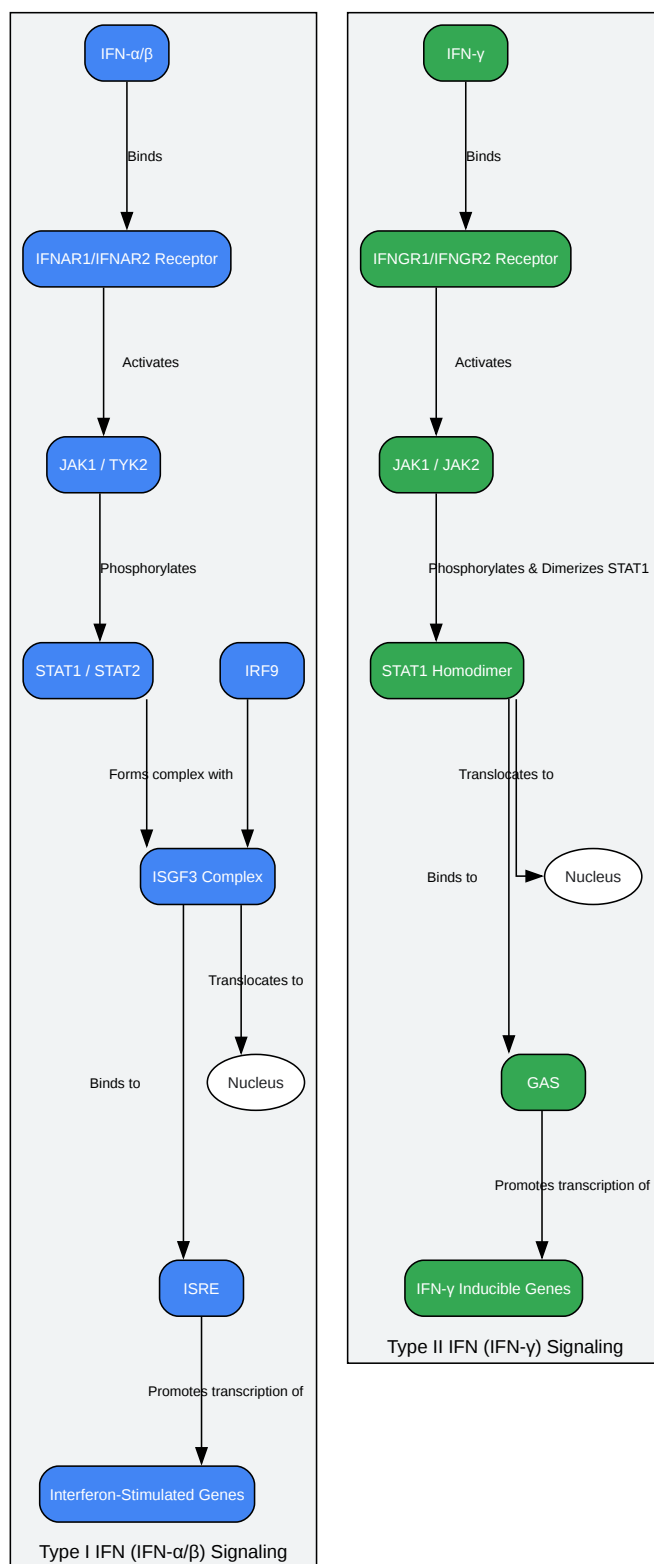 IFN-α/β
Binds
IFNAR1/IFNAR2 Receptor
Activates
JAK1 / TYK2
Phosphorylates
STAT1 / STAT2
IRF9
Forms complex with
ISGF3 Complex
Translocates to
Nucleus
Binds to
ISRE
Promotes transcription of
Interferon-Stimulated Genes
Type I IFN (IFN-α/β) Signaling
IFN-γ
Binds
IFNGR1/IFNGR2 Receptor
Activates
JAK1 / JAK2
Phosphorylates & Dimerizes STAT1
STAT1 Homodimer
Translocates to
Binds to
Nucleus
GAS
Promotes transcription of
IFN-γ Inducible Genes
Type II IFN (IFN-γ) Signaling